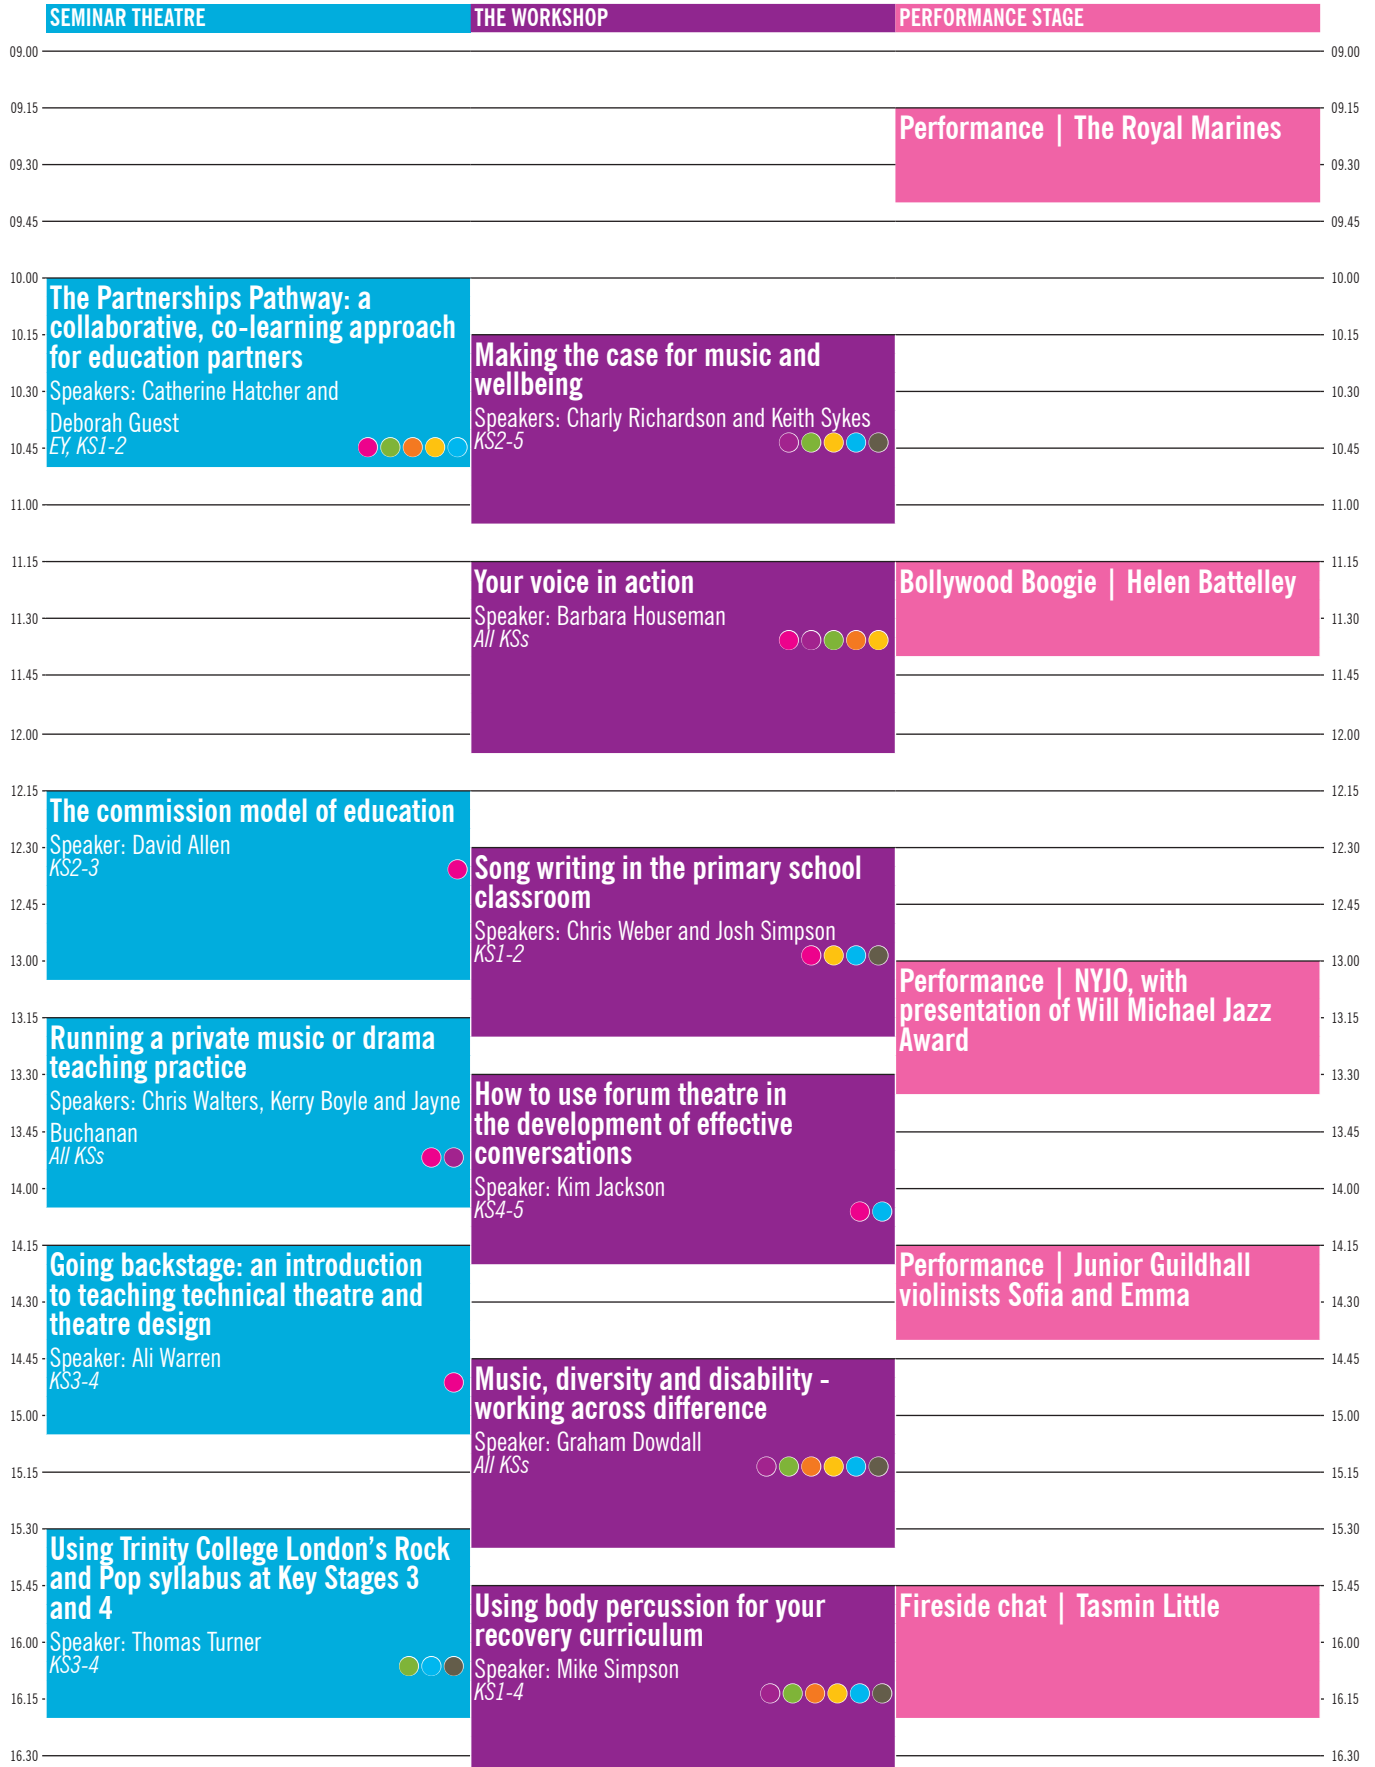 SEMINAR THEATRE
THE WORKSHOP
PERFORMANCE STAGE
09.00
09.00
09.15
09.15
Performance | The Royal Marines
09.30
09.30
09.45
09.45
10.00
10.00
The Partnerships Pathway: a
collaborative, co-learning approach
for education partners
Speakers: Catherine Hatcher and
Deborah Guest
EY, KS1-2
10.15
10.15
Making the case for music and
wellbeing
Speakers: Charly Richardson and Keith Sykes
KS2-5
10.30
10.30
10.45
10.45
11.00
11.00
11.15
11.15
Your voice in action
Speaker: Barbara Houseman
All KSs
Bollywood Boogie | Helen Battelley
11.30
11.30
11.45
11.45
12.00
12.00
12.15
12.15
The commission model of education
Speaker: David Allen
KS2-3
12.30
12.30
Song writing in the primary school
classroom
Speakers: Chris Weber and Josh Simpson
KS1-2
12.45
12.45
13.00
13.00
Performance | NYJO, with
presentation of Will Michael Jazz
Award
13.15
13.15
Running a private music or drama
teaching practice
Speakers: Chris Walters, Kerry Boyle and Jayne
Buchanan
All KSs
13.30
13.30
How to use forum theatre in
the development of effective
conversations
Speaker: Kim Jackson
KS4-5
13.45
13.45
14.00
14.00
14.15
14.15
Going backstage: an introduction
to teaching technical theatre and
theatre design
Speaker: Ali Warren
KS3-4
Performance | Junior Guildhall
violinists Sofia and Emma
14.30
14.30
14.45
14.45
Music, diversity and disability -
working across difference
Speaker: Graham Dowdall
All KSs
15.00
15.00
15.15
15.15
15.30
15.30
Using Trinity College London's Rock
and Pop syllabus at Key Stages 3
and 4
Speaker: Thomas Turner
KS3-4
15.45
15.45
Using body percussion for your
recovery curriculum
Speaker: Mike Simpson
KS1-4
Fireside chat | Tasmin Little
16.00
16.00
16.15
16.15
16.30
16.30